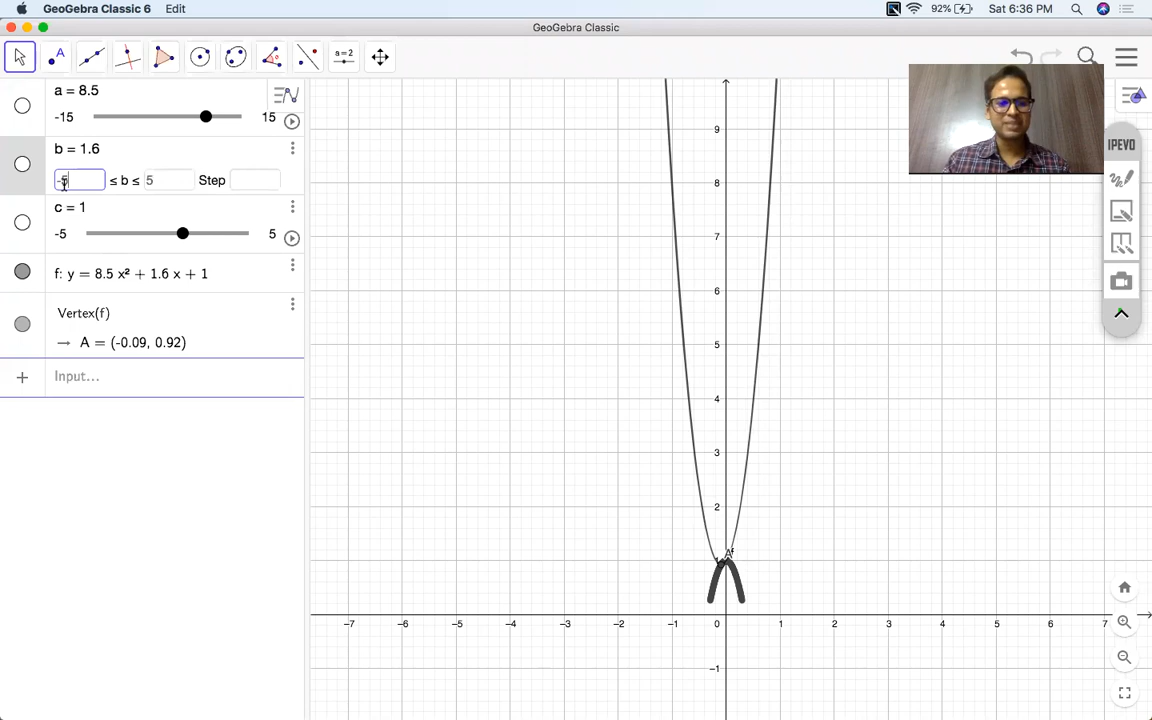 GeoGebra Classic 6 Edit 92% Sat 6:36 PM
GeoGebra Classic
A a=2
a = 8.5
-15 15
b = 1.6
-5 ≤ b ≤ 5 Step
c = 1
-5 5
f: y = 8.5 x² + 1.6 x + 1
Vertex(f)
→ A = (-0.09, 0.92)
+ Input...
IPEVO
9
8
7
6
5
4
3
2
1
A f
−7 −6 −5 −4 −3 −2 −1 0 1 2 3 4 5 6 7
−1